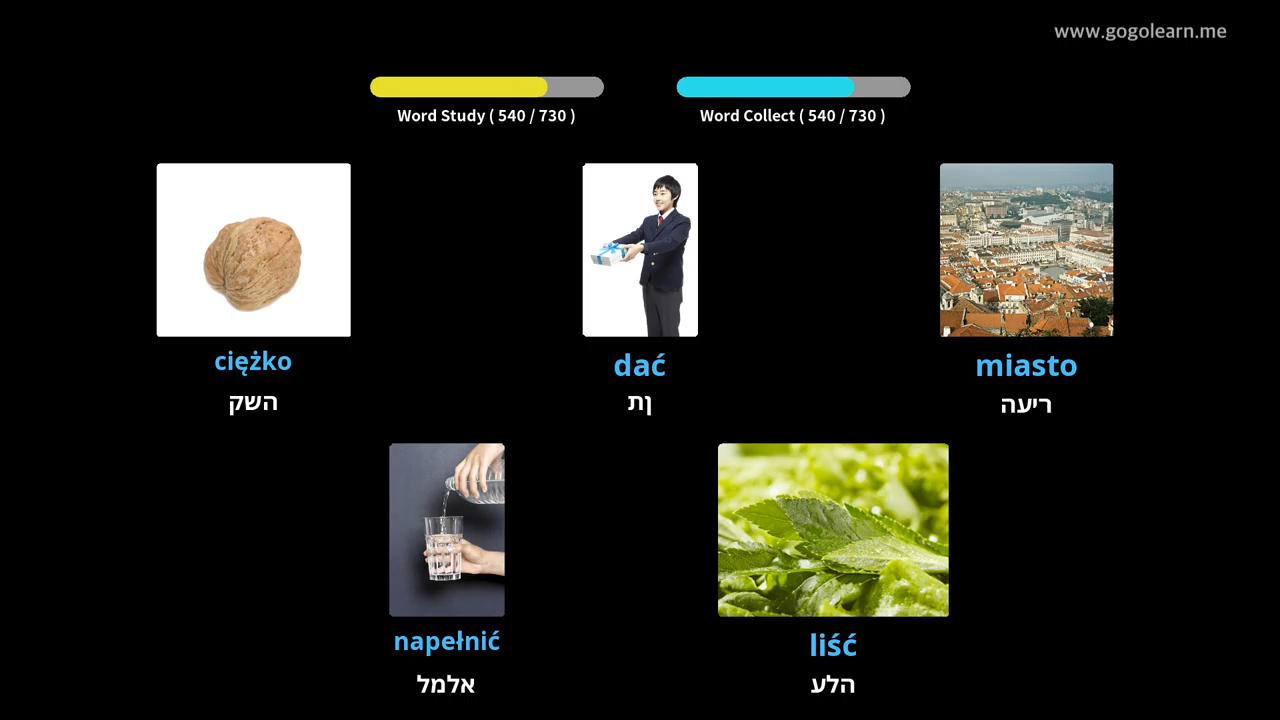 www.gogolearn.me
Word Study ( 540 / 730 )
Word Collect ( 540 / 730 )
ciężko
השק
dać
ןת
miasto
ריעה
napełnić
אלמל
liść
הלע